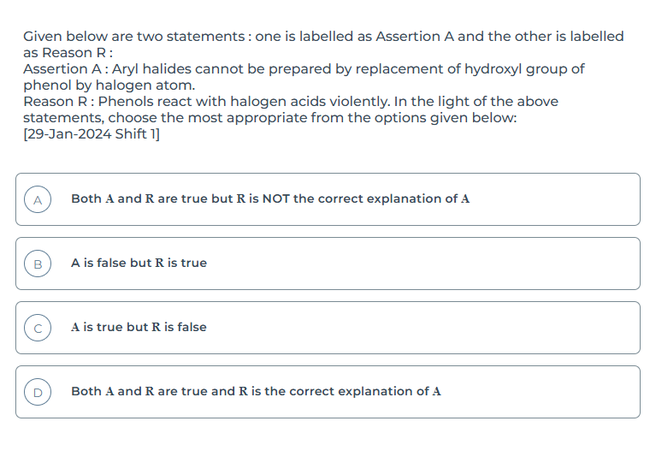 Given below are two statements : one is labelled as Assertion A and the other is labelled
as Reason R :
Assertion A : Aryl halides cannot be prepared by replacement of hydroxyl group of
phenol by halogen atom.
Reason R : Phenols react with halogen acids violently. In the light of the above
statements, choose the most appropriate from the options given below:
[29-Jan-2024 Shift 1]
A Both A and R are true but R is NOT the correct explanation of A
B A is false but R is true
C A is true but R is false
D Both A and R are true and R is the correct explanation of A